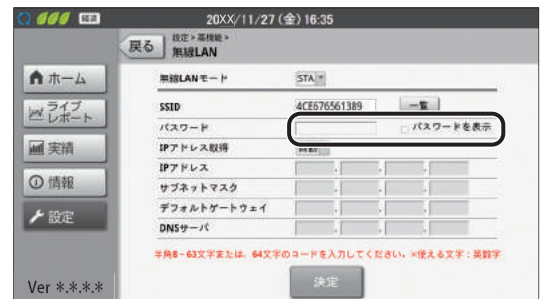 20XX/11/27(金)16:35
戻る
設定>高機能>
無線LAN
ホーム
ライブ
レポート
実績
情報
設定
Ver *.*.*.*
無線LANモード STA
SSID 4CE676561389 一覧
パスワード パスワードを表示
IPアドレス取得 自動
IPアドレス
サブネットマスク
デフォルトゲートウェイ
DNSサーバ
半角8-63文字または、64文字のコードを入力してください。※使える文字:英数字
決定